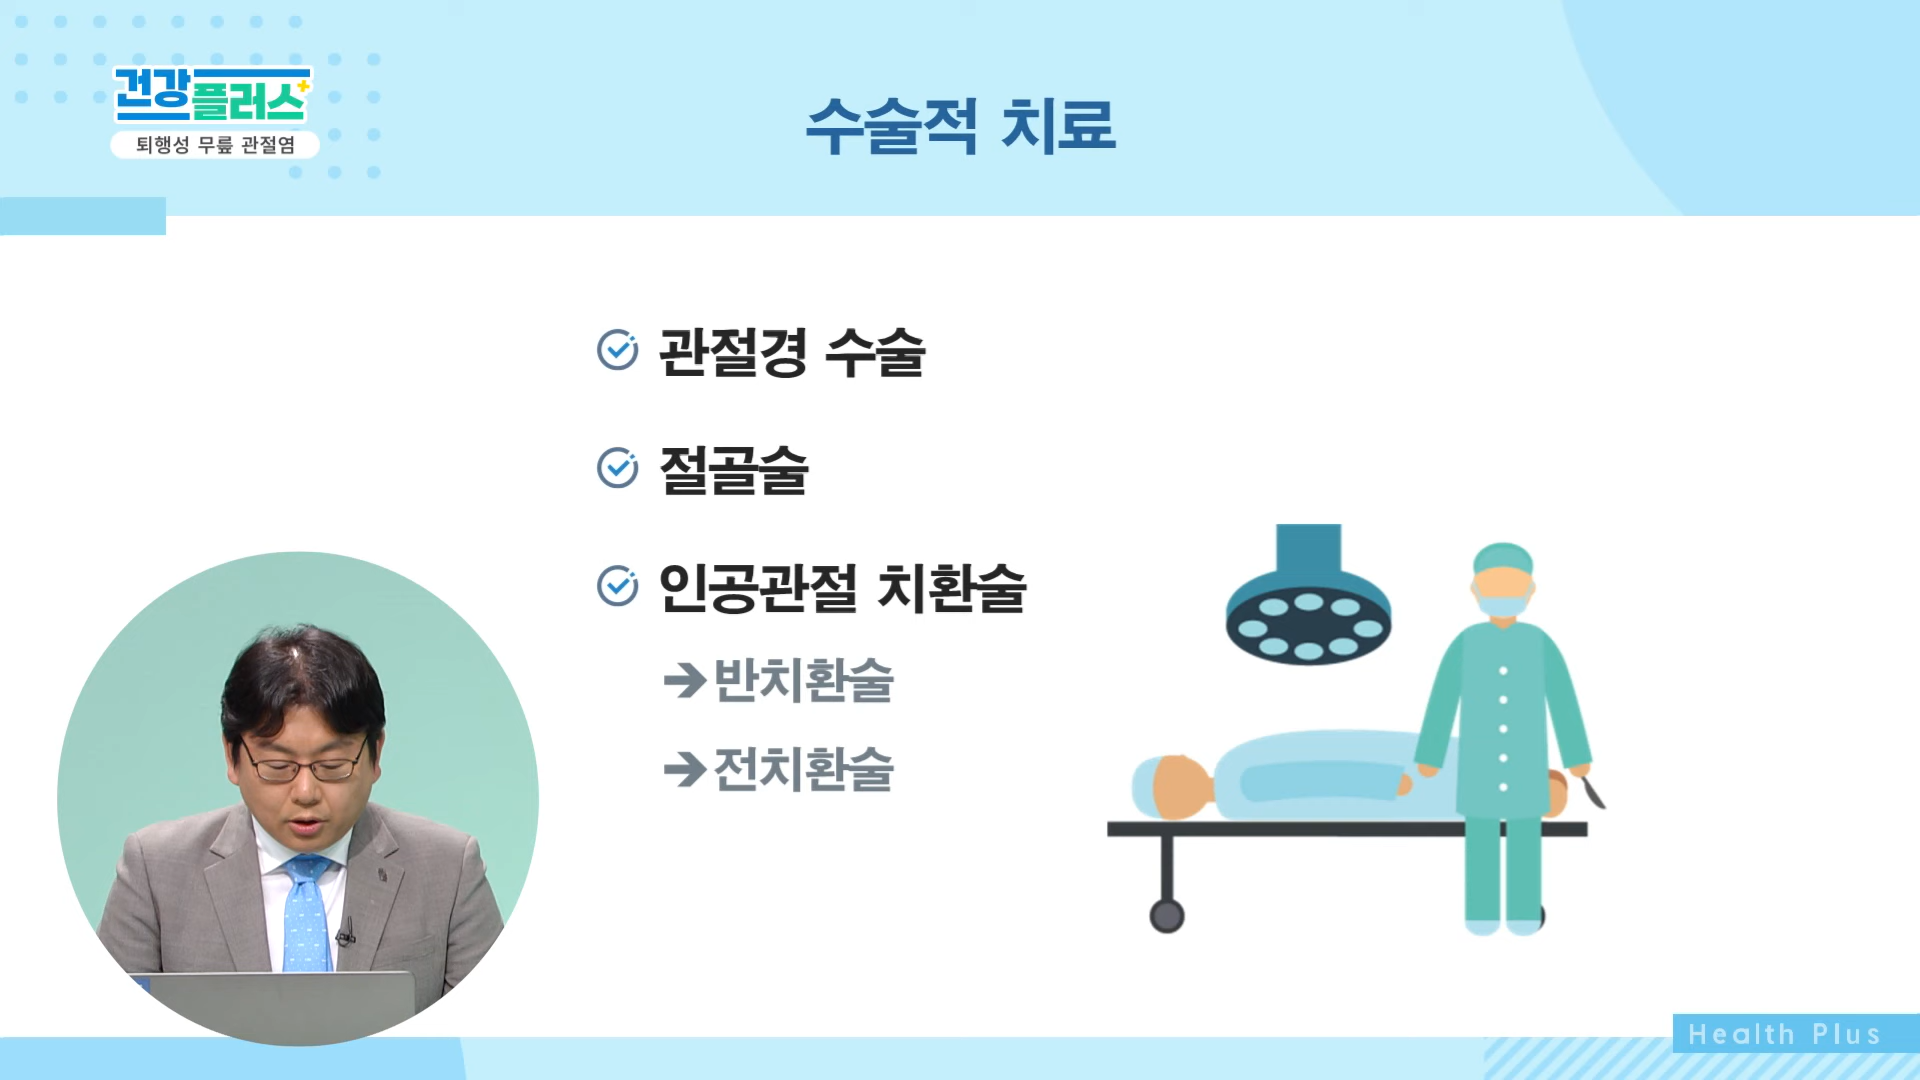 건강플러스
퇴행성 무릎 관절염
수술적 치료
관절경 수술
절골술
인공관절 치환술
→반치환술
→전치환술
Health Plus